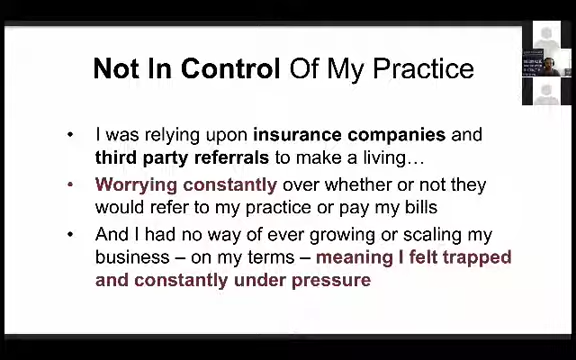 Not In Control Of My Practice
• I was relying upon insurance companies and
third party referrals to make a living…
• Worrying constantly over whether or not they
would refer to my practice or pay my bills
• And I had no way of ever growing or scaling my
business – on my terms – meaning I felt trapped
and constantly under pressure